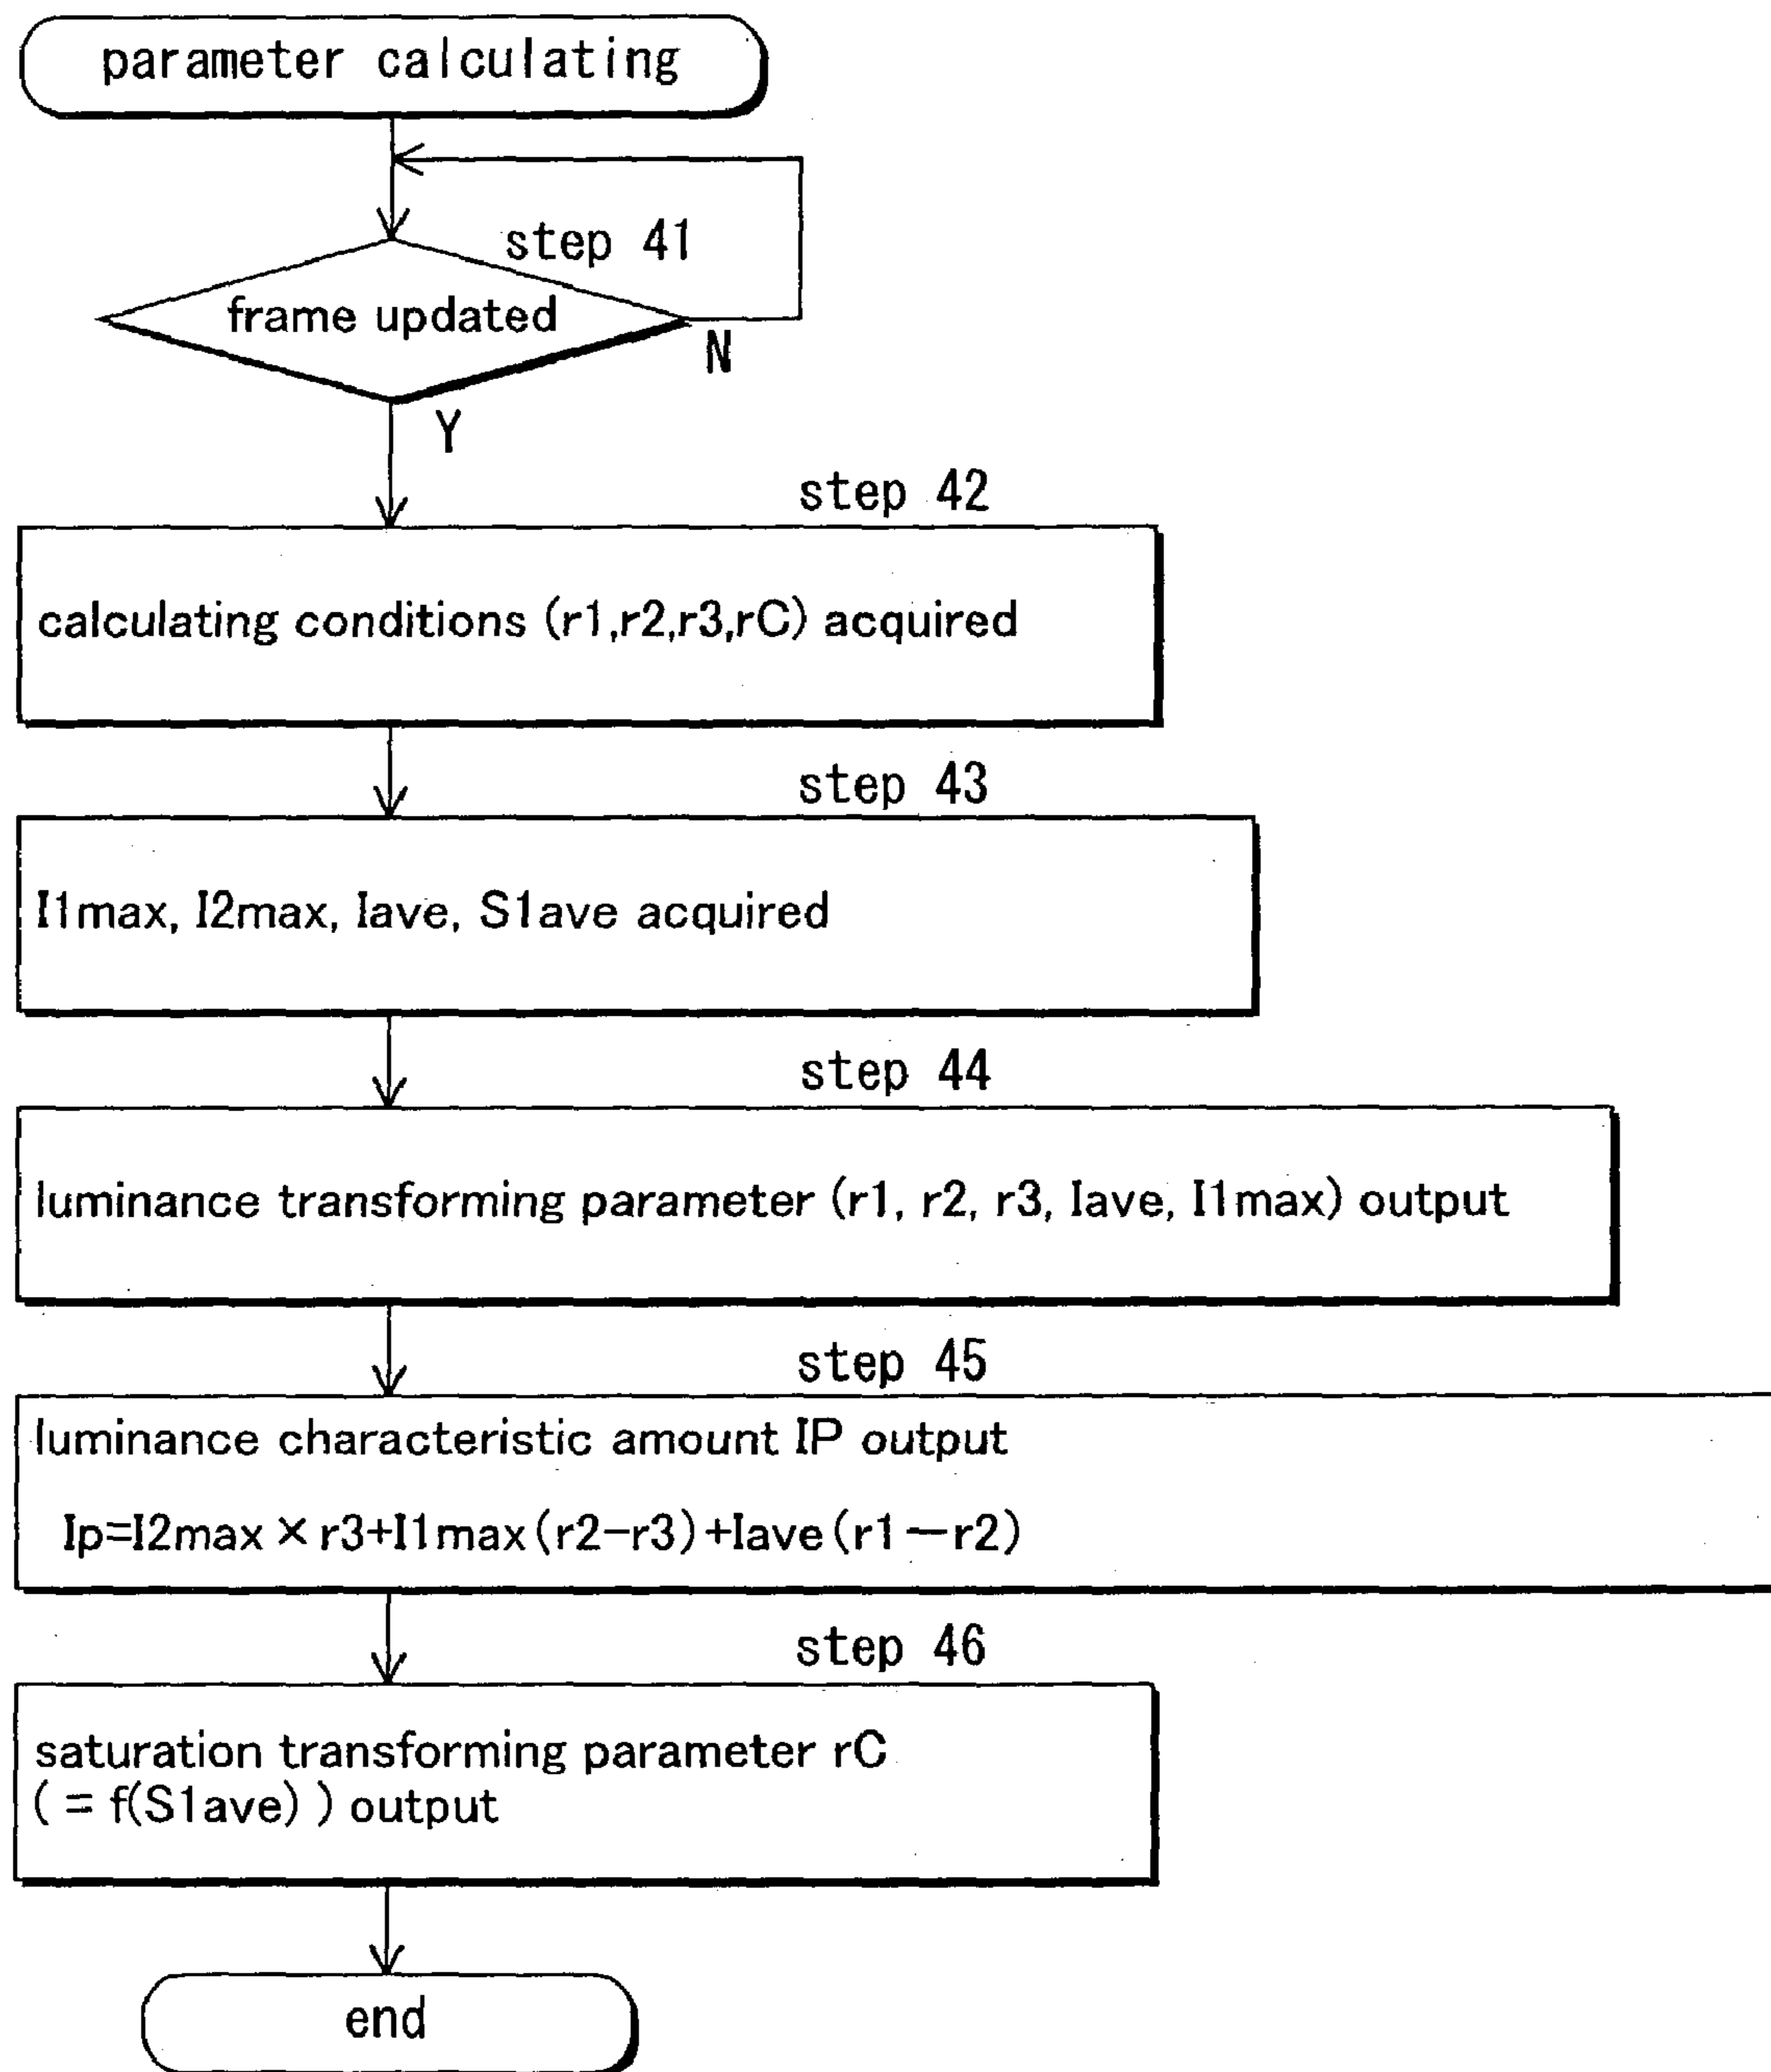 parameter calculating
step 41
frame updated
N
Y
step 42
calculating conditions (r1,r2,r3,rC) acquired
step 43
I1max, I2max, Iave, S1ave acquired
step 44
luminance transforming parameter (r1, r2, r3, Iave, I1max) output
step 45
luminance characteristic amount IP output
Ip=I2max×r3+I1max(r2-r3)+Iave(r1—r2)
step 46
saturation transforming parameter rC
( = f(S1ave) ) output
end